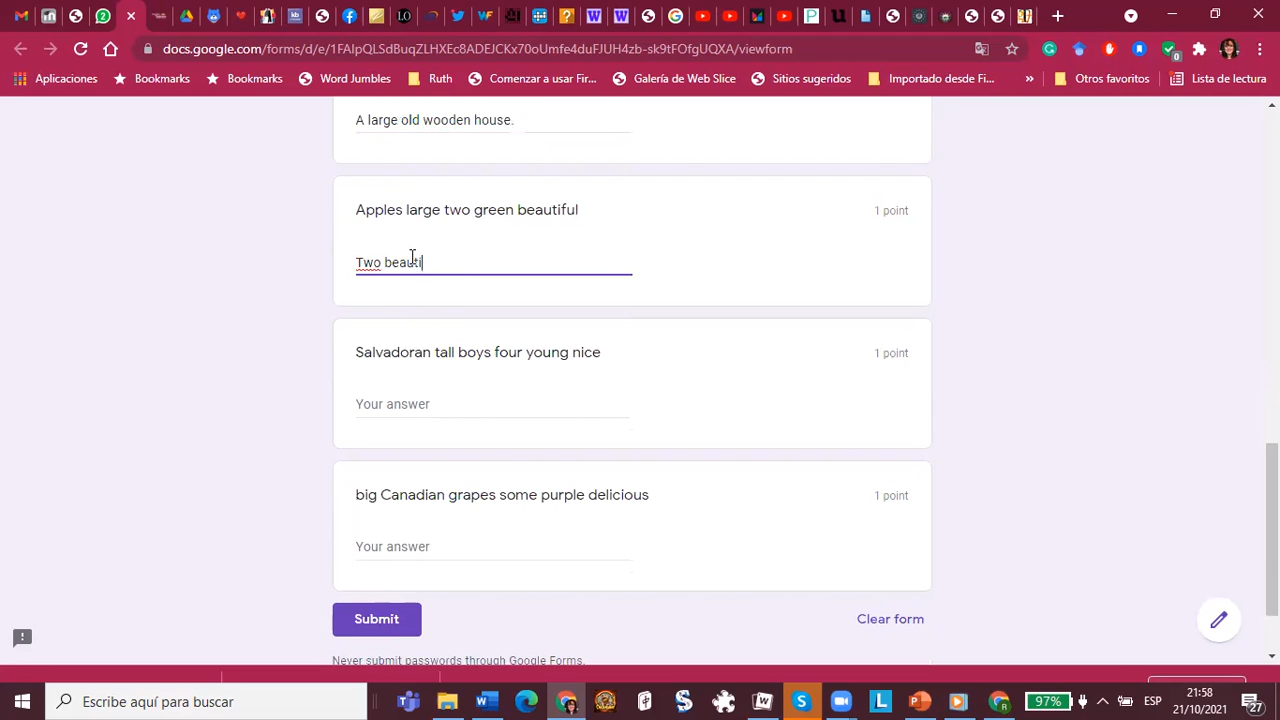 docs.google.com/forms/d/e/1FAIpQLSdBuqZLHXEc8ADEJCKx70oUmfe4duFJUH4zb-sk9tFOfgUQXA/viewform
Aplicaciones Bookmarks Bookmarks Word Jumbles Ruth Comenzar a usar Fir... Galería de Web Slice Sitios sugeridos Importado desde Fi... » Otros favoritos Lista de lectura
A large old wooden house.
Apples large two green beautiful 1 point
Two beauti
Salvadoran tall boys four young nice 1 point
Your answer
big Canadian grapes some purple delicious 1 point
Your answer
Submit Clear form
Never submit passwords through Google Forms.
Escribe aquí para buscar 97% ESP 21:58
21/10/2021 27